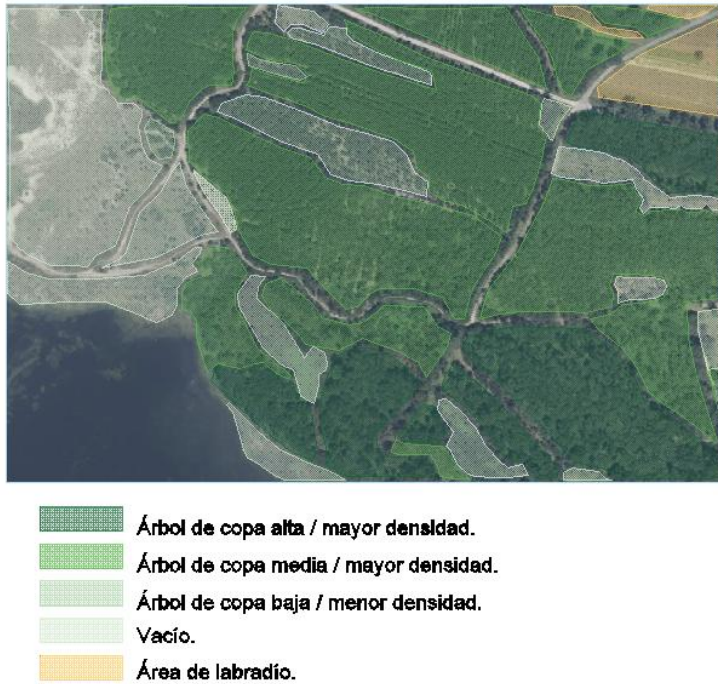 Árbol de copa alta / mayor densidad.
Árbol de copa media / mayor densidad.
Árbol de copa baja / menor densidad.
Vacío.
Área de labradío.